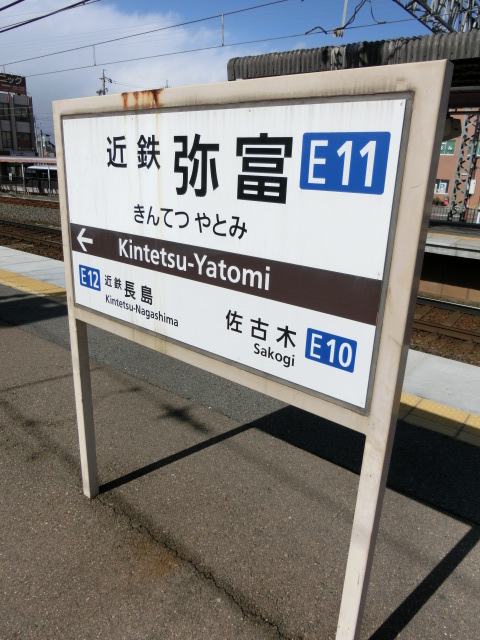 近鉄 弥富 E11
きんてつ やとみ
← Kintetsu-Yatomi
E12 近鉄長島
Kintetsu-Nagashima
佐古木 E10
Sakogi